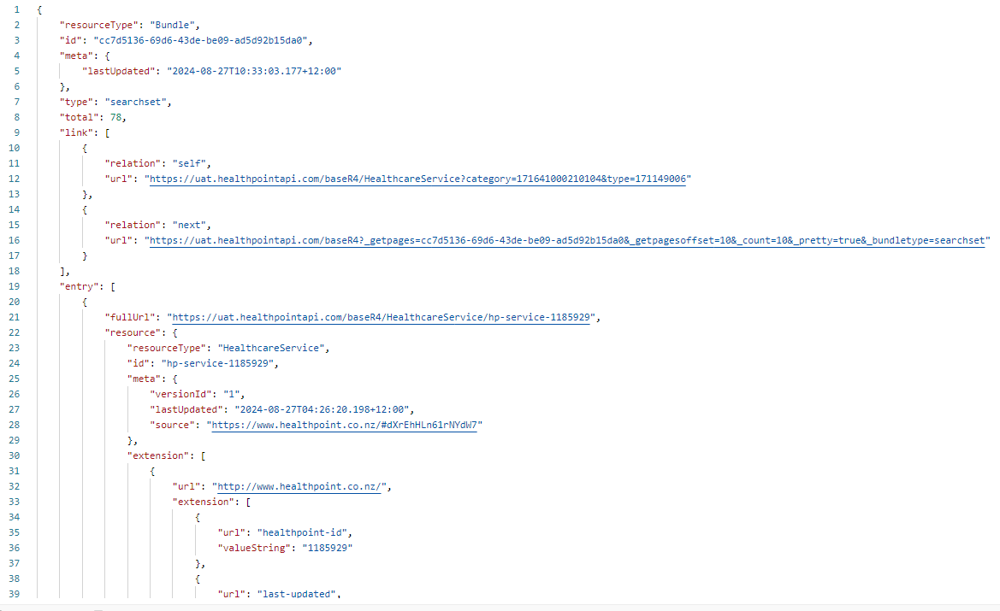 1 {
2 "resourceType": "Bundle",
3 "id": "cc7d5136-69d6-43de-be09-ad5d92b15da0",
4 "meta": {
5 "lastUpdated": "2024-08-27T10:33:03.177+12:00"
6 },
7 "type": "searchset",
8 "total": 78,
9 "link": [
10 {
11 "relation": "self",
12 "url": "https://uat.healthpointapi.com/baseR4/HealthcareService?category=171641000210104&type=171149006"
13 },
14 {
15 "relation": "next",
16 "url": "https://uat.healthpointapi.com/baseR4?_getpages=cc7d5136-69d6-43de-be09-ad5d92b15da0&_getpagesoffset=10&_count=10&_pretty=true&_bundletype=searchset"
17 }
18 ],
19 "entry": [
20 {
21 "fullUrl": "https://uat.healthpointapi.com/baseR4/HealthcareService/hp-service-1185929",
22 "resource": {
23 "resourceType": "HealthcareService",
24 "id": "hp-service-1185929",
25 "meta": {
26 "versionId": "1",
27 "lastUpdated": "2024-08-27T04:26:20.198+12:00",
28 "source": "https://www.healthpoint.co.nz/#dXrEhHLn61rNYdW7"
29 },
30 "extension": [
31 {
32 "url": "http://www.healthpoint.co.nz/",
33 "extension": [
34 {
35 "url": "healthpoint-id",
36 "valueString": "1185929"
37 },
38 {
39 "url": "last-updated",